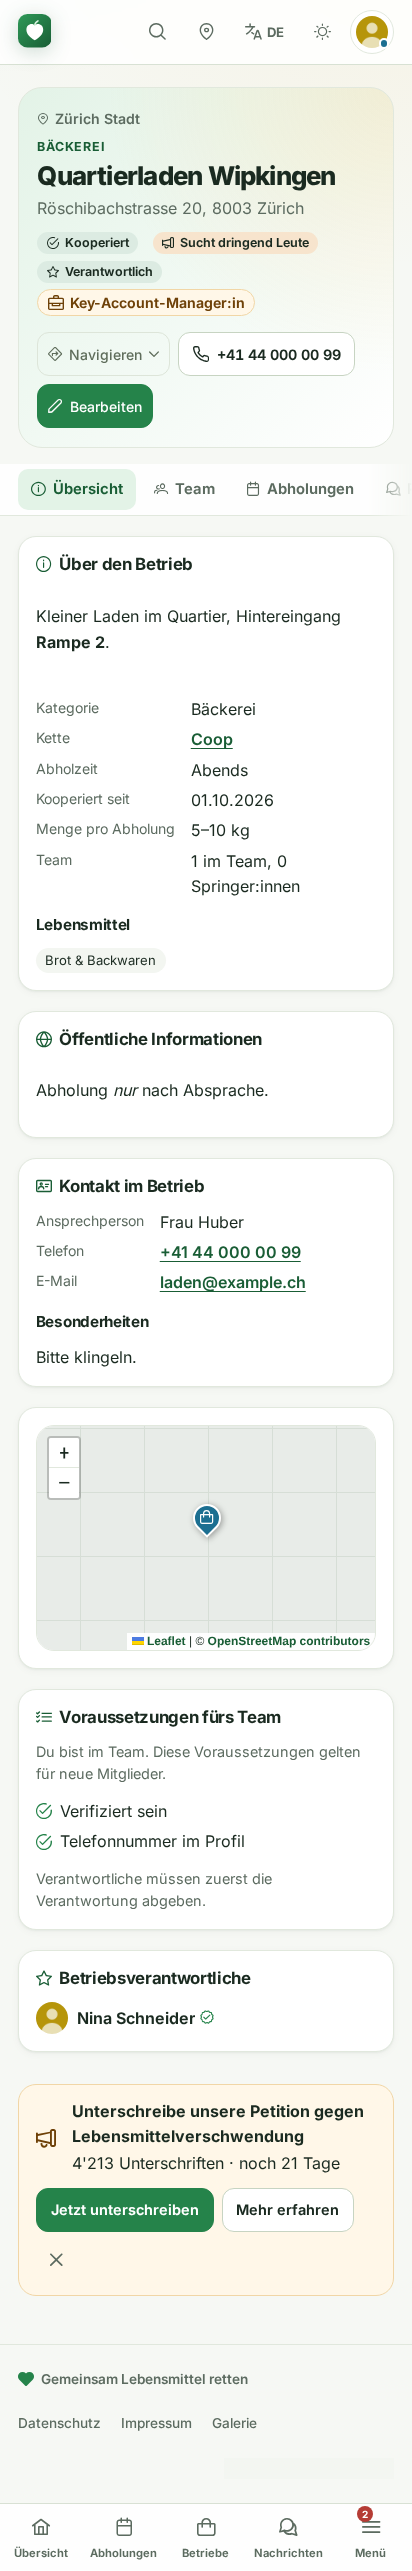 DE
Zürich Stadt
BÄCKEREI
Quartierladen Wipkingen
Röschibachstrasse 20, 8003 Zürich
Kooperiert Sucht dringend Leute
Verantwortlich
Key-Account-Manager:in
Navigieren +41 44 000 00 99
Bearbeiten
Übersicht Team Abholungen
Über den Betrieb
Kleiner Laden im Quartier, Hintereingang
Rampe 2.
Kategorie Bäckerei
Kette Coop
Abholzeit Abends
Kooperiert seit 01.10.2026
Menge pro Abholung 5–10 kg
Team 1 im Team, 0
Springer:innen
Lebensmittel
Brot & Backwaren
Öffentliche Informationen
Abholung nur nach Absprache.
Kontakt im Betrieb
Ansprechperson Frau Huber
Telefon +41 44 000 00 99
E-Mail laden@example.ch
Besonderheiten
Bitte klingeln.
+
−
Leaflet | © OpenStreetMap contributors
Voraussetzungen fürs Team
Du bist im Team. Diese Voraussetzungen gelten
für neue Mitglieder.
Verifiziert sein
Telefonnummer im Profil
Verantwortliche müssen zuerst die
Verantwortung abgeben.
Betriebsverantwortliche
Nina Schneider
Unterschreibe unsere Petition gegen
Lebensmittelverschwendung
4'213 Unterschriften · noch 21 Tage
Jetzt unterschreiben Mehr erfahren
Gemeinsam Lebensmittel retten
Datenschutz Impressum Galerie
2
Übersicht Abholungen Betriebe Nachrichten Menü